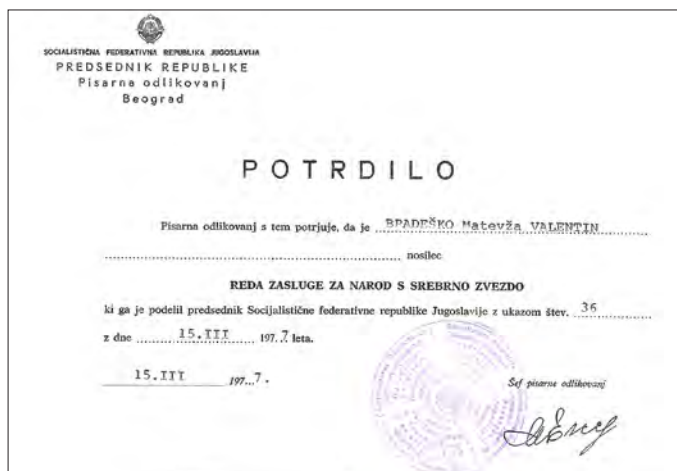 SOCIALISTIČNA FEDERATIVNA REPUBLIKA JUGOSLAVIJA
PREDSEDNIK REPUBLIKE
Pisarna odlikovanj
Beograd
POTRDILO
Pisarna odlikovanj s tem potrjuje, da je BPADEŠKO Matevža VALENTIN
nosilec
REDA ZASLUGE ZA NAROD S SREBRNO ZVEZDO
ki ga je podelil predsednik Socijalistične federativne republike Jugoslavije z ukazom štev. 36
z dne 15.III 197.7 leta.
15.III 197...7.
Šef pisarne odlikovanj